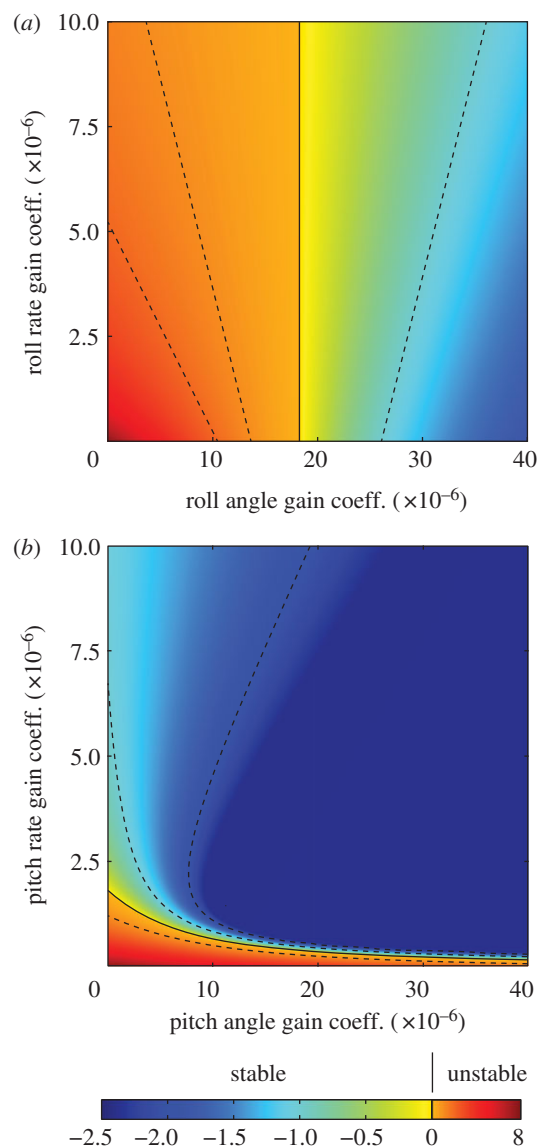 (a)
10.0
7.5
5.0
2.5
0
10
20
30
40
roll rate gain coeff. (×10⁻⁶)
roll angle gain coeff. (×10⁻⁶)
(b)
10.0
7.5
5.0
2.5
0
10
20
30
40
pitch rate gain coeff. (×10⁻⁶)
pitch angle gain coeff. (×10⁻⁶)
stable
unstable
−2.5 −2.0 −1.5 −1.0 −0.5 0 8